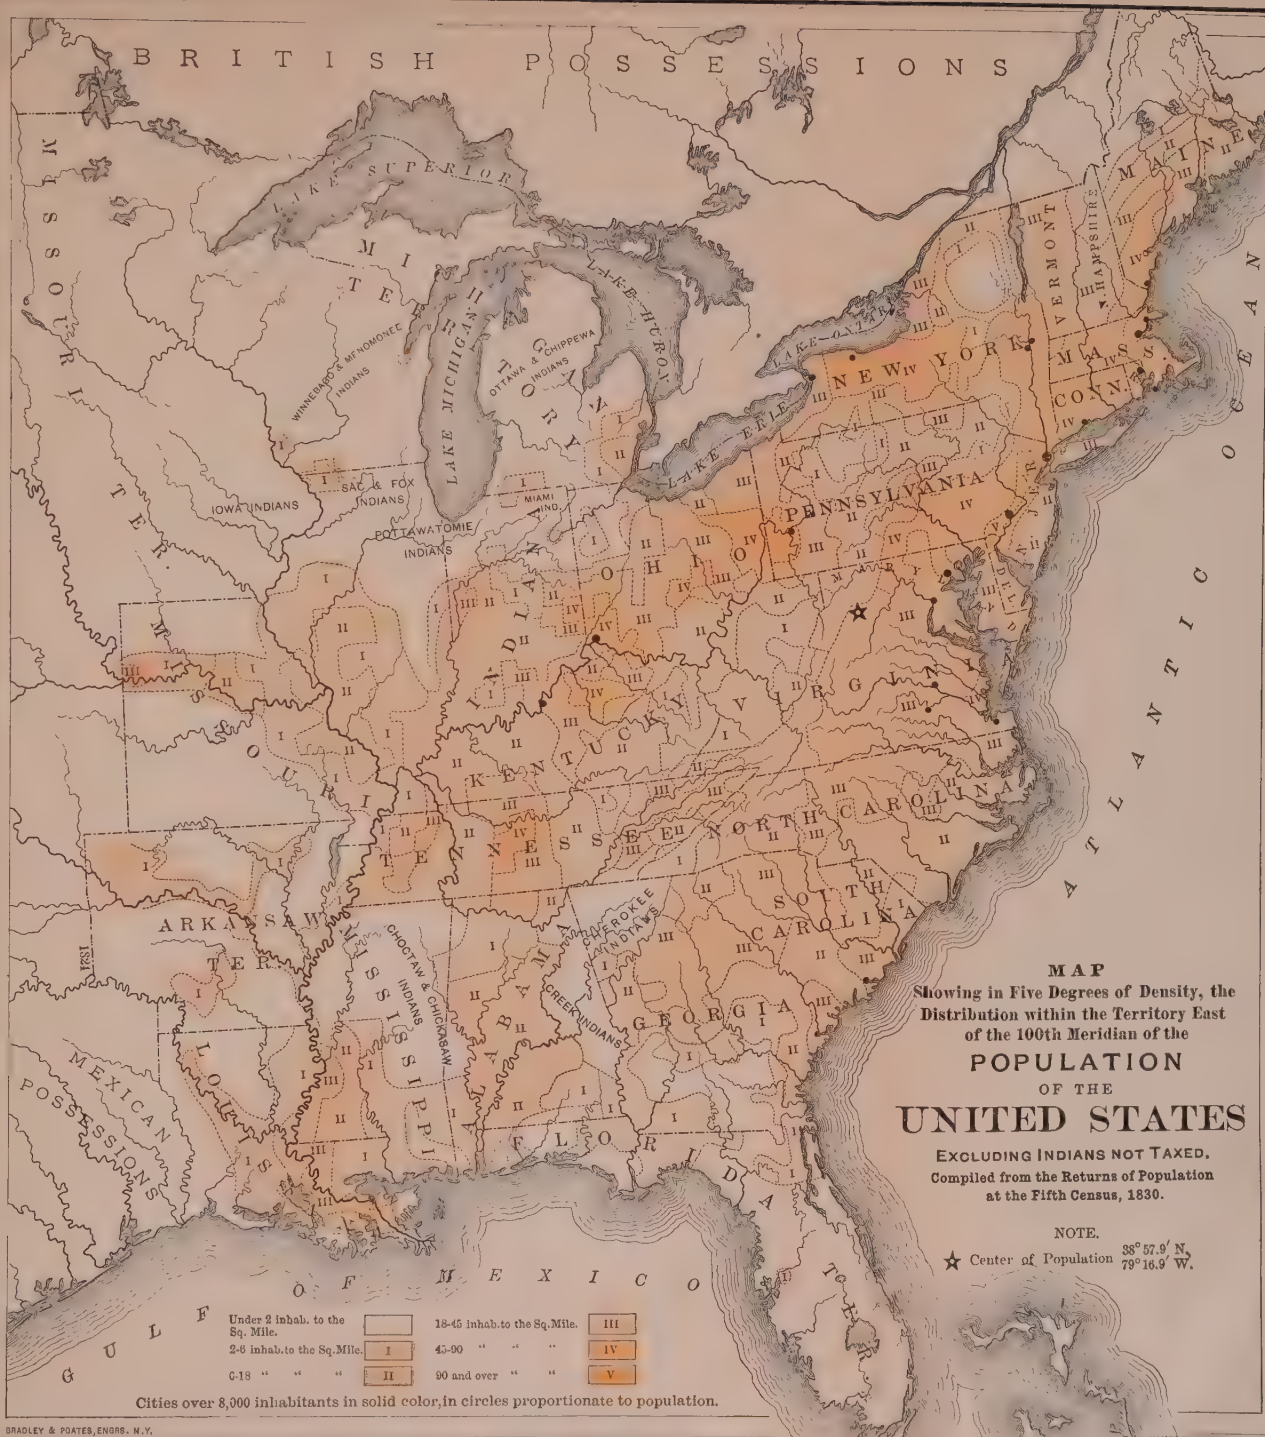 BRITISH POSSESSIONS
LAKE SUPERIOR
MISSOURI TER.
MICHIGAN
TERRITORY
LAKE MICHIGAN
LAKE HURON
OTTAWA & CHIPPEWA
INDIANS
WINNEBAGO & MENOMONEE
INDIANS
LAKE ONTARIO
LAKE ERIE
MAINE
VERMONT
N. HAMPSHIRE
MASS.
CONN.
NEW YORK
PENNSYLVANIA
OHIO
INDIANA
IOWA INDIANS
SAC & FOX
INDIANS
POTTAWATOMIE
INDIANS
MIAMI
IND.
VIRGINIA
KENTUCKY
MISSOURI
TENNESSEE
NORTH CAROLINA
SOUTH
CAROLINA
ARKANSAW
TER.
MISSISSIPPI
CHOCTAW & CHICKASAW
INDIANS
ALABAMA
CHEROKEE
INDIANS
CREEK INDIANS
GEORGIA
LOUISIANA
FLORIDA
TER.
MEXICAN
POSSESSIONS
GULF OF MEXICO
ATLANTIC OCEAN
MAP
Showing in Five Degrees of Density, the
Distribution within the Territory East
of the 100th Meridian of the
POPULATION
OF THE
UNITED STATES
EXCLUDING INDIANS NOT TAXED.
Compiled from the Returns of Population
at the Fifth Census, 1830.
NOTE.
☆ Center of Population 38° 57.9′ N. 79° 16.9′ W.
Under 2 inhab. to the
Sq. Mile.
2-6 inhab. to the Sq. Mile. I
6-18 " " " II
18-45 inhab. to the Sq. Mile. III
45-90 " " " IV
90 and over " " V
Cities over 8,000 inhabitants in solid color, in circles proportionate to population.
BRADLEY & POATES, ENGRS. N.Y.